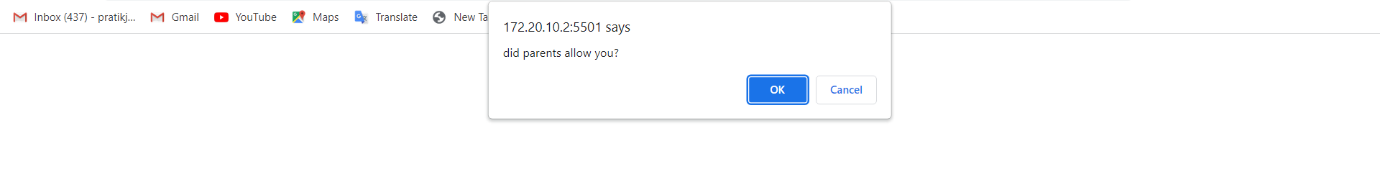 Inbox (437) - pratikj... Gmail YouTube Maps Translate New Ta
172.20.10.2:5501 says
did parents allow you?
OK Cancel